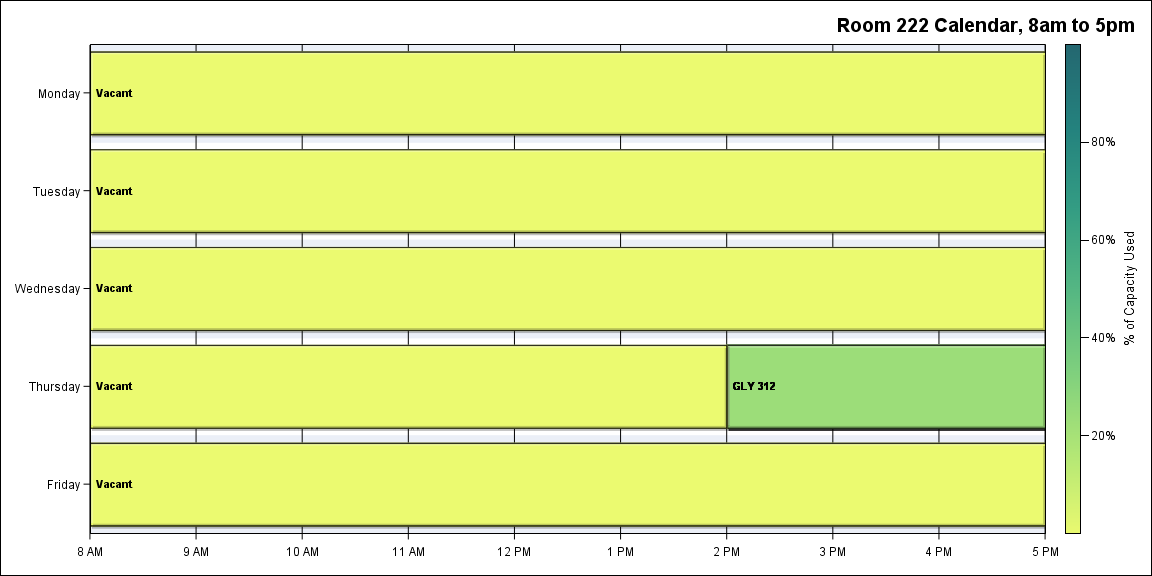 Room 222 Calendar, 8am to 5pm
Monday
Vacant
Tuesday
Vacant
Wednesday
Vacant
Thursday
Vacant
GLY 312
Friday
Vacant
8 AM 9 AM 10 AM 11 AM 12 PM 1 PM 2 PM 3 PM 4 PM 5 PM
80%
60%
40%
20%
% of Capacity Used